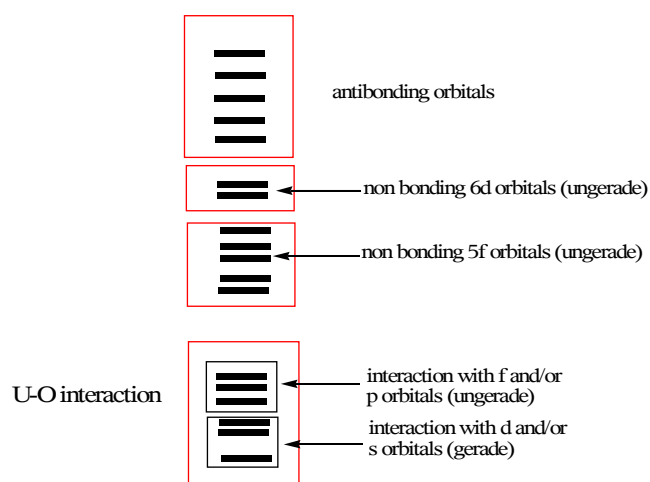 antibonding orbitals
non bonding 6d orbitals (ungerade)
non bonding 5f orbitals (ungerade)
U-O interaction
interaction with f and/or
p orbitals (ungerade)
interaction with d and/or
s orbitals (gerade)